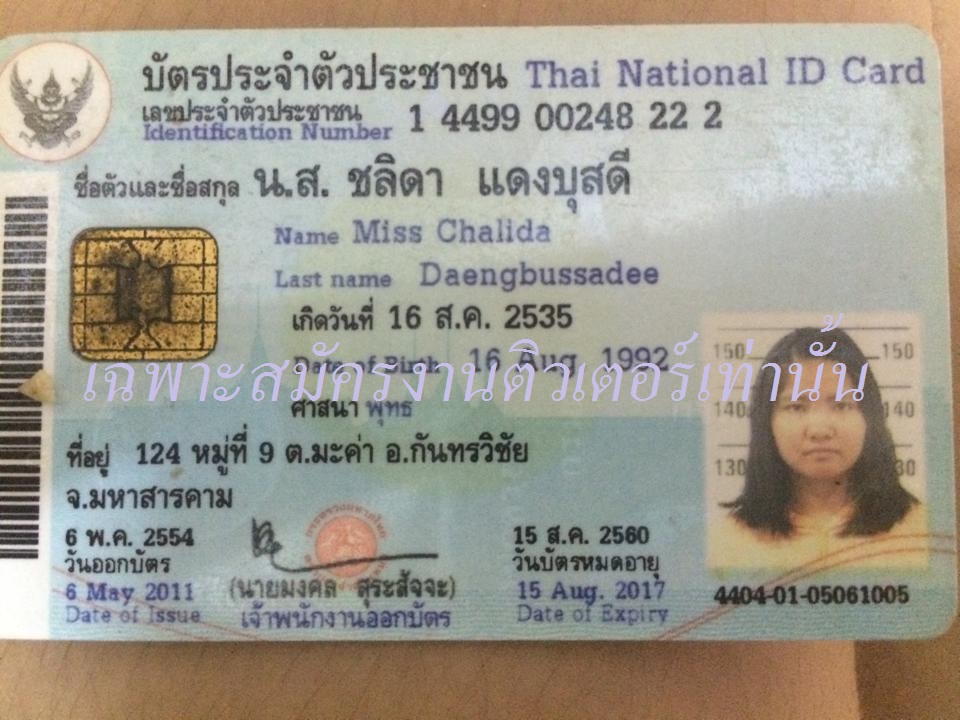 บัตรประจำตัวประชาชน Thai National ID Card
เลขประจำตัวประชาชน
Identification Number 1 4499 00248 22 2
ชื่อตัวและชื่อสกุล น.ส. ชลิดา แดงบุสดี
Name Miss Chalida
Last name Daengbussadee
เกิดวันที่ 16 ส.ค. 2535
Date of Birth 16 Aug. 1992
เฉพาะสมัครงานติวเตอร์เท่านั้น
ศาสนา พุทธ
ที่อยู่ 124 หมู่ที่ 9 ต.มะค่า อ.กันทรวิชัย
จ.มหาสารคาม
150 150
140 140
130 30
6 พ.ค. 2554
วันออกบัตร
6 May 2011
Date of Issue
(นายมงคล สุระสัจจะ)
เจ้าพนักงานออกบัตร
15 ส.ค. 2560
วันบัตรหมดอายุ
15 Aug. 2017
Date of Expiry
4404-01-05061005